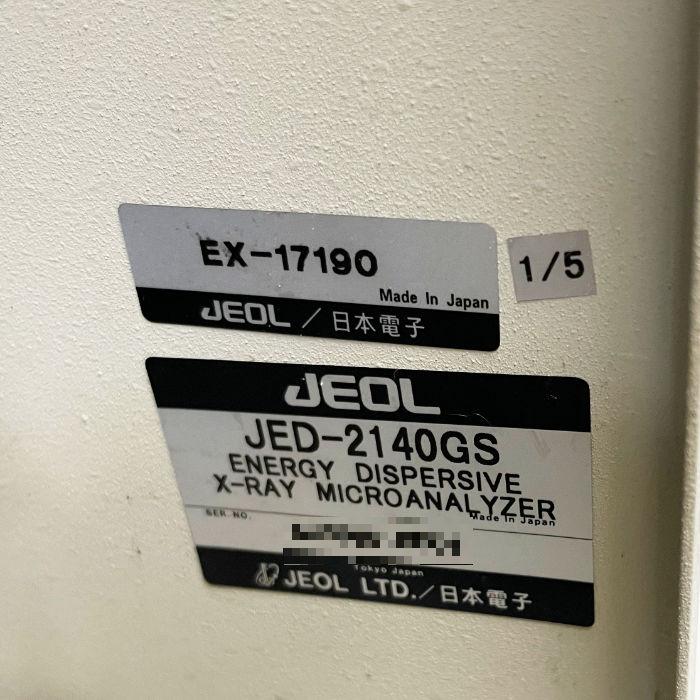 EX-17190
1/5
Made In Japan
JEOL / 日本電子
JEOL
JED-2140GS
ENERGY DISPERSIVE
X-RAY MICROANALYZER
SER. NO.
Made In Japan
Tokyo Japan
JEOL LTD./日本電子